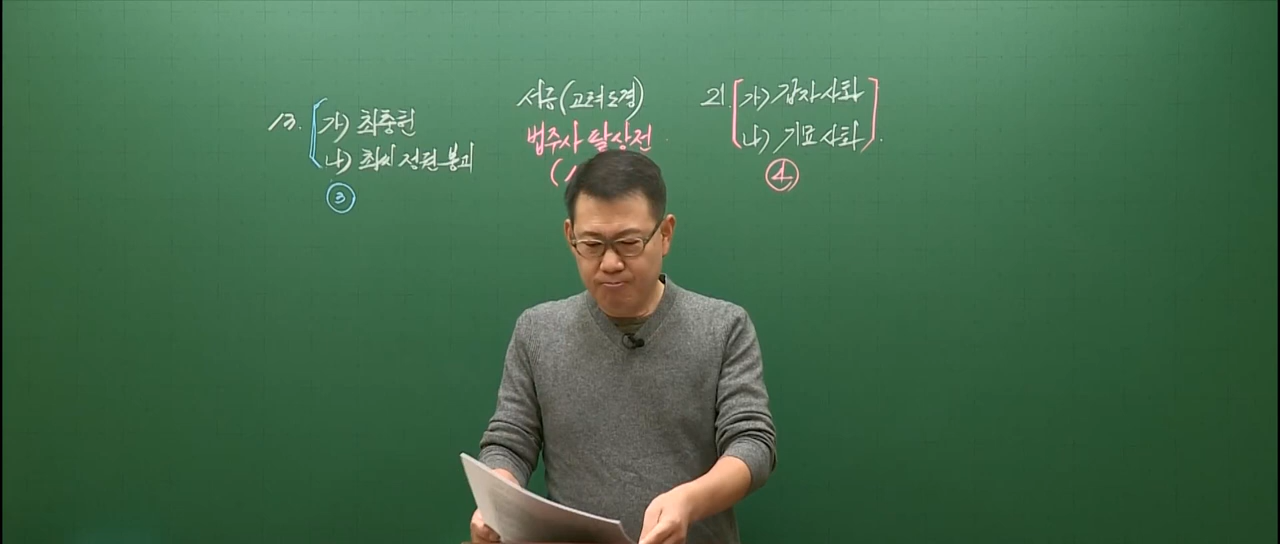 13. 가) 최충헌
나) 최씨 정권 붕괴
③
서긍(고려도경)
법주사 팔상전
21. 가) 갑자사화
나) 기묘사화
④